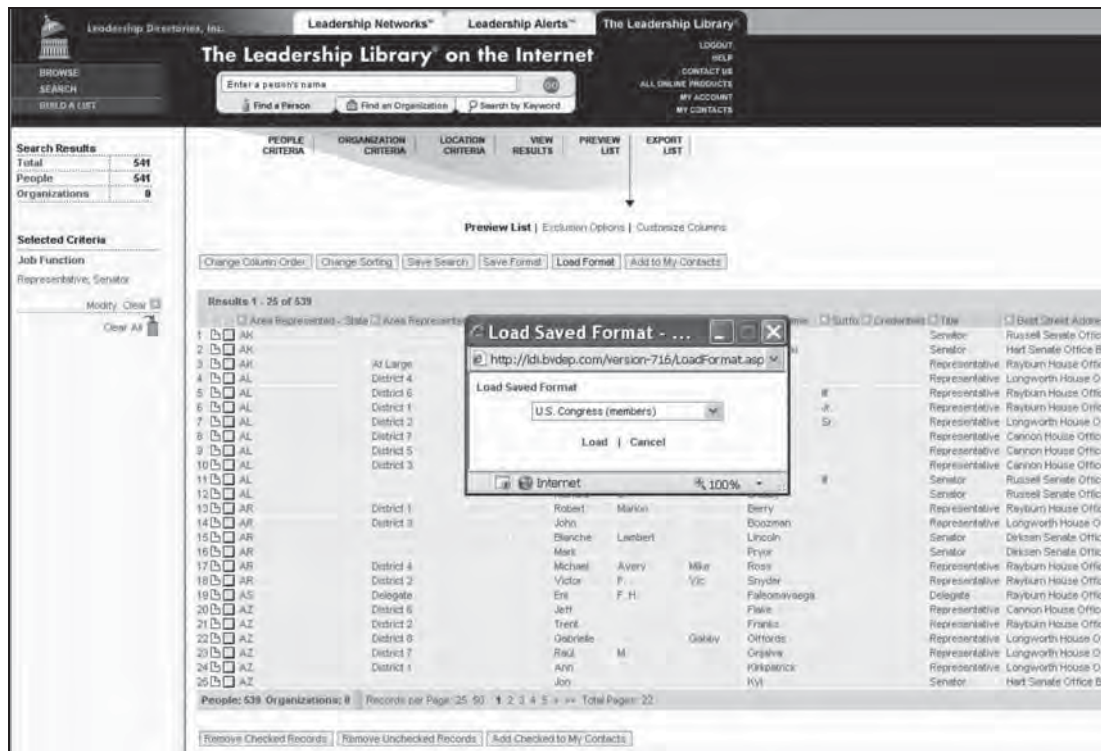 Leadership Directories, Inc.
Leadership Networks™ Leadership Alerts™ The Leadership Library®
The Leadership Library® on the Internet
LOGOUT
HELP
CONTACT US
ALL ONLINE PRODUCTS
MY ACCOUNT
MY CONTACTS
BROWSE
SEARCH
BUILD A LIST
Enter a person's name GO
Find a Person Find an Organization Search by Keyword
PEOPLE CRITERIA ORGANIZATION CRITERIA LOCATION CRITERIA VIEW RESULTS PREVIEW LIST EXPORT LIST
Search Results
Total 541
People 541
Organizations 0
Selected Criteria
Job Function
Representative; Senator
Modify Clear
Clear All
Preview List | Exclusion Options | Customize Columns
Change Column Order Change Sorting Save Search Save Format Load Format Add to My Contacts
Results 1 - 25 of 539
Area Represented - State Area Represented Suffix Credentials Title Best Street Addre
1 AK Senator Russell Senate Offic
2 AK Senator Hart Senate Office B
3 AK At Large Representative Rayburn House Offic
4 AL District 4 Representative Longworth House O
5 AL District 6 Representative Rayburn House Offic
6 AL District 1 Jr. Representative Rayburn House Offic
7 AL District 2 Sr. Representative Longworth House O
8 AL District 7 Representative Cannon House Offic
9 AL District 5 Representative Cannon House Offic
10 AL District 3 Representative Cannon House Offic
11 AL Senator Russell Senate Offic
12 AL Senator Russell Senate Offic
13 AR District 1 Robert Marion Berry Representative Rayburn House Offic
14 AR District 3 John Boozman Representative Longworth House O
15 AR Blanche Lambert Lincoln Senator Dirksen Senate Offic
16 AR Mark Pryor Senator Dirksen Senate Offic
17 AR District 4 Michael Avery Mike Ross Representative Rayburn House Offic
18 AR District 2 Victor F. Vic Snyder Representative Longworth House O
19 AS Delegate Eni F. H. Faleomavaega Delegate Rayburn House Offic
20 AZ District 6 Jeff Flake Representative Cannon House Offic
21 AZ District 2 Trent Franks Representative Rayburn House Offic
22 AZ District 8 Gabrielle Gabby Giffords Representative Longworth House O
23 AZ District 7 Raúl M. Grijalva Representative Longworth House O
24 AZ District 1 Ann Kirkpatrick Representative Longworth House O
25 AZ Jon Kyl Senator Hart Senate Office B
Load Saved Format - ...
http://ldi.bvdep.com/version-716/LoadFormat.asp
Load Saved Format
U.S. Congress (members)
Load | Cancel
Internet 100%
People: 539 Organizations: 0 Records per Page: 25 50 1 2 3 4 5 > >> Total Pages: 22
Remove Checked Records Remove Unchecked Records Add Checked to My Contacts